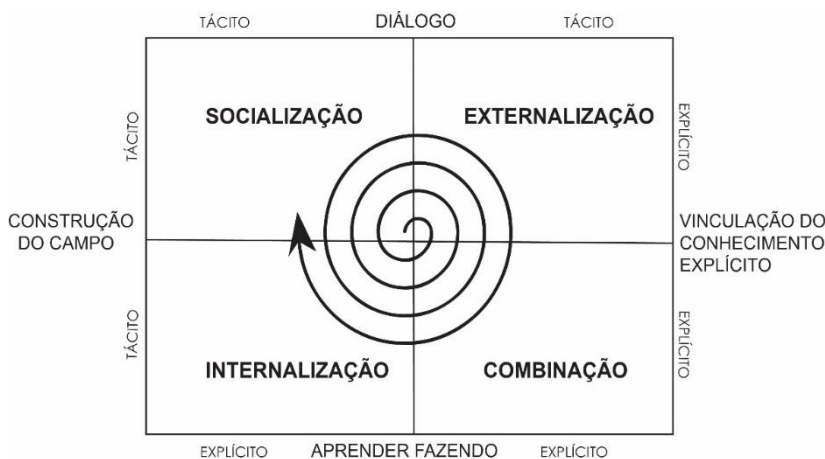 TÁCITO
DIÁLOGO
TÁCITO
SOCIALIZAÇÃO
EXTERNALIZAÇÃO
TÁCITO
EXPLÍCITO
CONSTRUÇÃO
DO CAMPO
VINCULAÇÃO DO
CONHECIMENTO
EXPLÍCITO
TÁCITO
EXPLÍCITO
INTERNALIZAÇÃO
COMBINAÇÃO
EXPLÍCITO
APRENDER FAZENDO
EXPLÍCITO